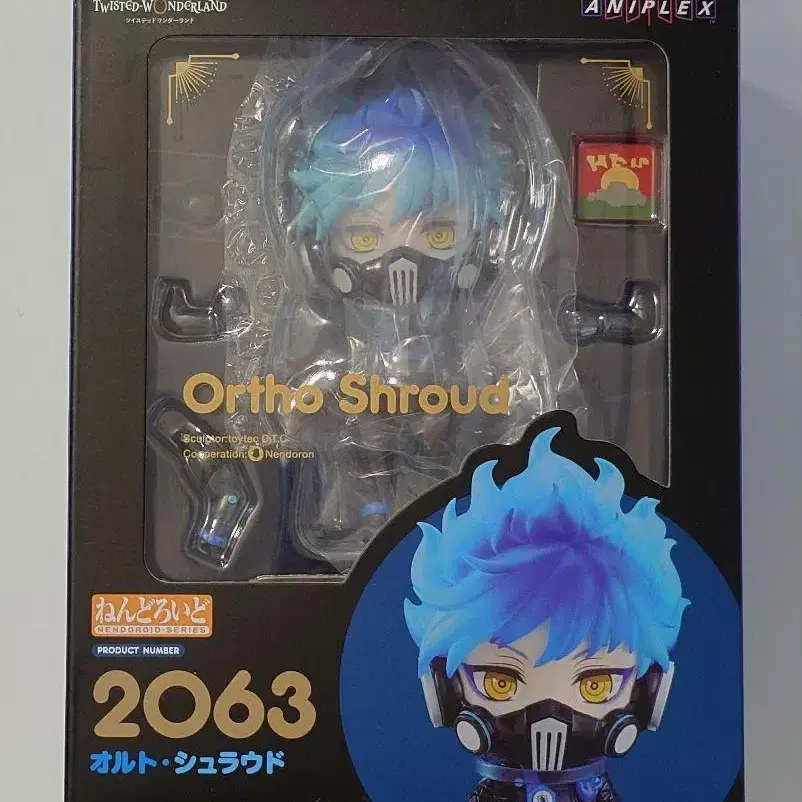 TWISTED-WONDERLAND
ツイステッドワンダーランド
ANIPLEX
Ortho Shroud
Sculptor:toytec D.T.C
Cooperation: Nendoron
ねんどろいど
NENDOROID-SERIES
PRODUCT NUMBER
2063
オルト・シュラウド